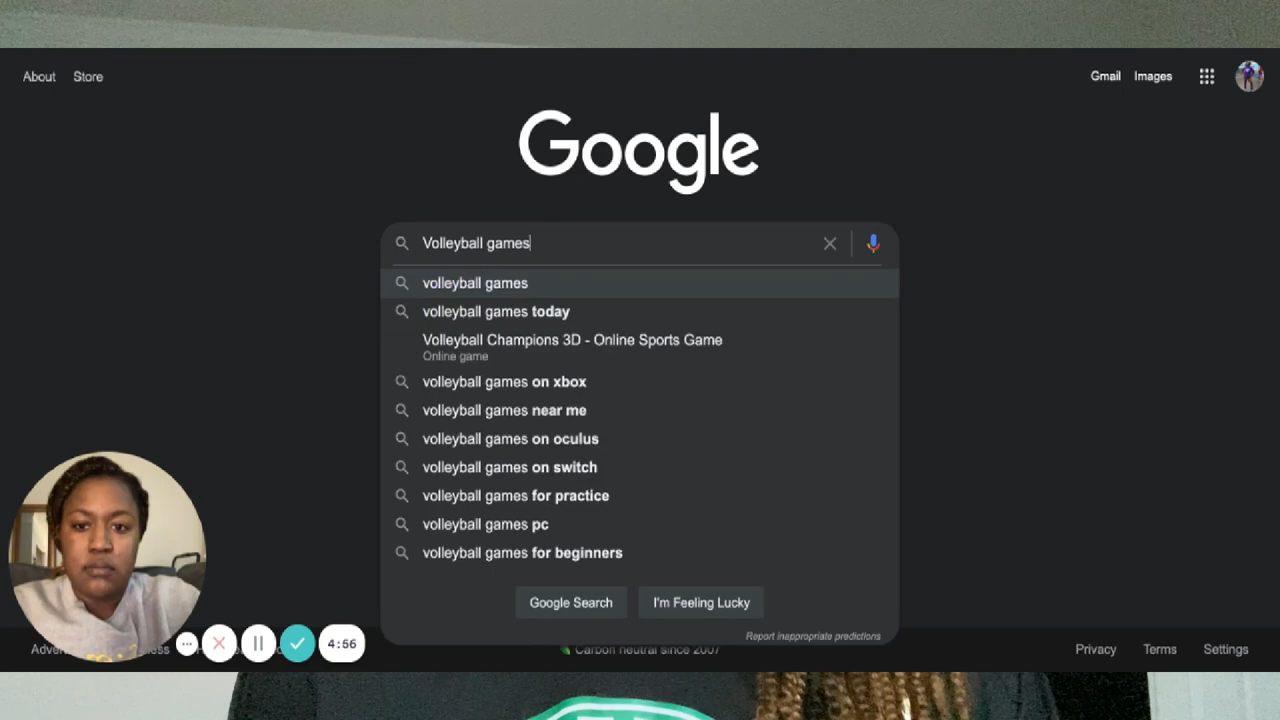 About Store
Gmail Images
Google
Volleyball games
volleyball games
volleyball games today
Volleyball Champions 3D - Online Sports Game
Online game
volleyball games on xbox
volleyball games near me
volleyball games on oculus
volleyball games on switch
volleyball games for practice
volleyball games pc
volleyball games for beginners
Google Search I'm Feeling Lucky
Report inappropriate predictions
4:56
Carbon neutral since 2007
Privacy Terms Settings